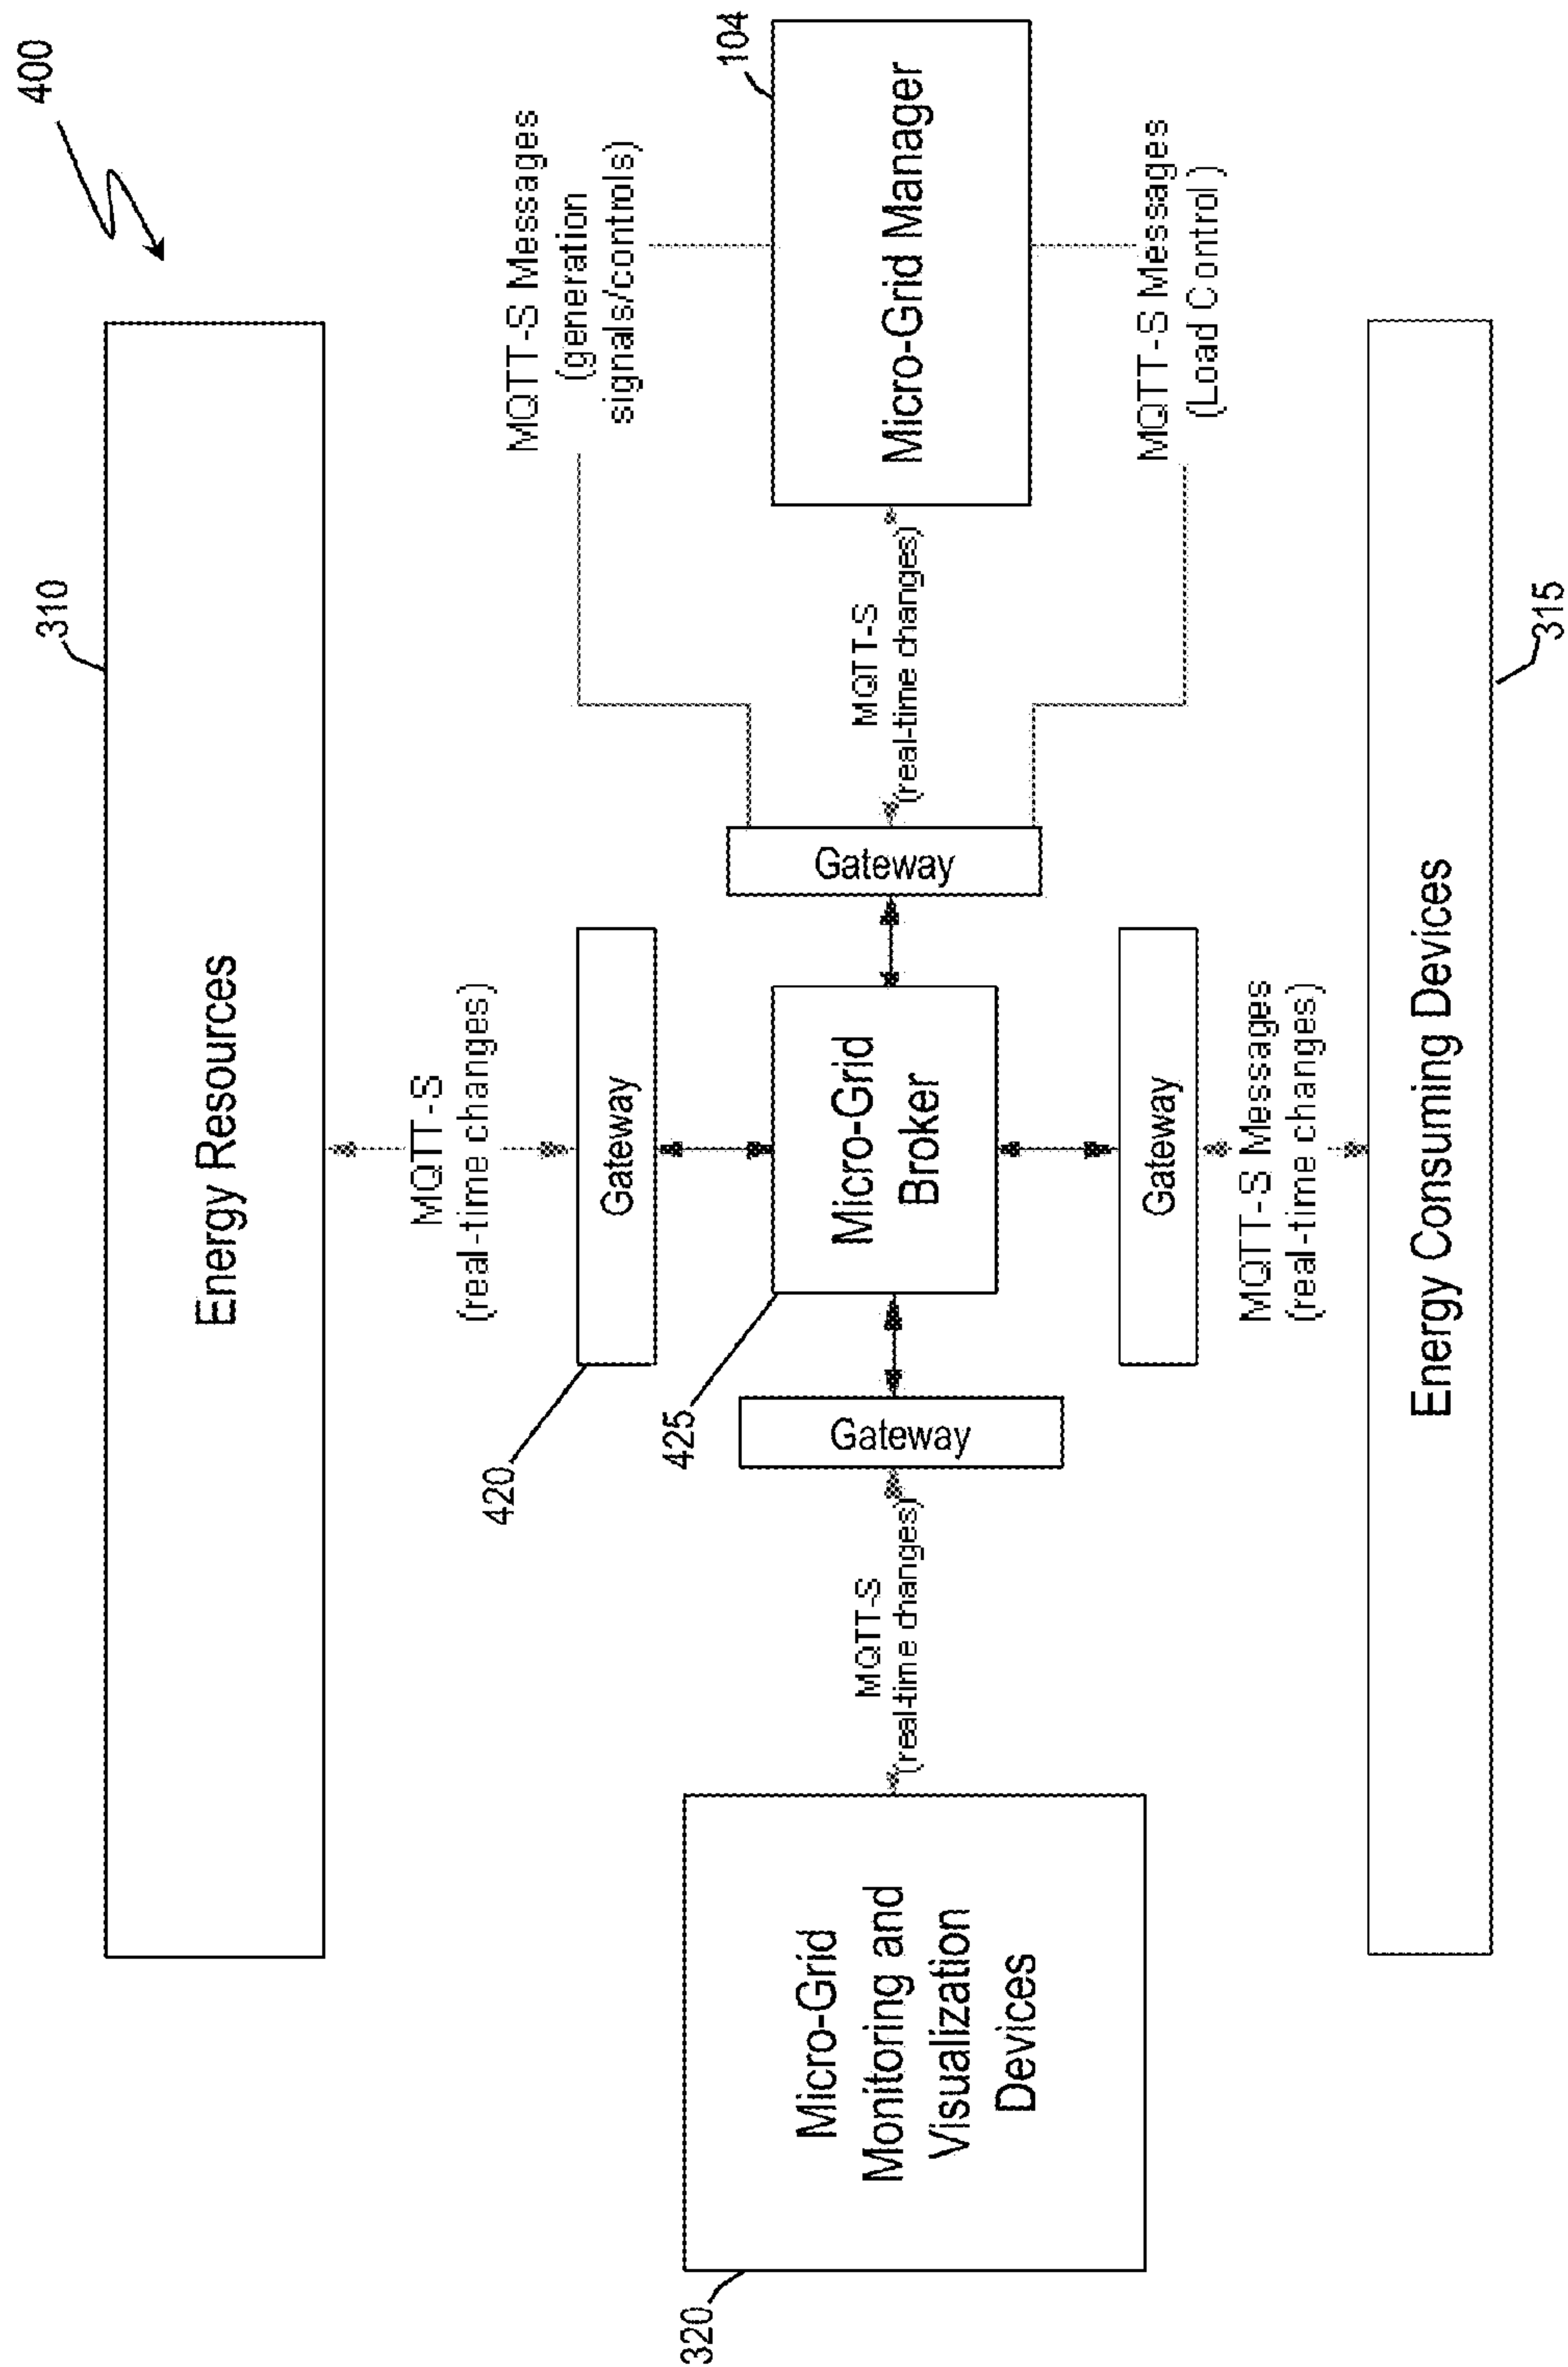 400
310
Energy Resources
MQTT-S
(real-time changes)
MQTT-S Messages
(generation
signals/controls)
420
Gateway
320
Micro-Grid
Monitoring and
Visualization
Devices
MQTT-S
(real-time changes)
Gateway
425
Micro-Grid
Broker
Gateway
MQTT-S
(real-time changes)
104
Micro-Grid Manager
Gateway
MQTT-S Messages
(real-time changes)
MQTT-S Messages
(Load Control)
Energy Consuming Devices
315